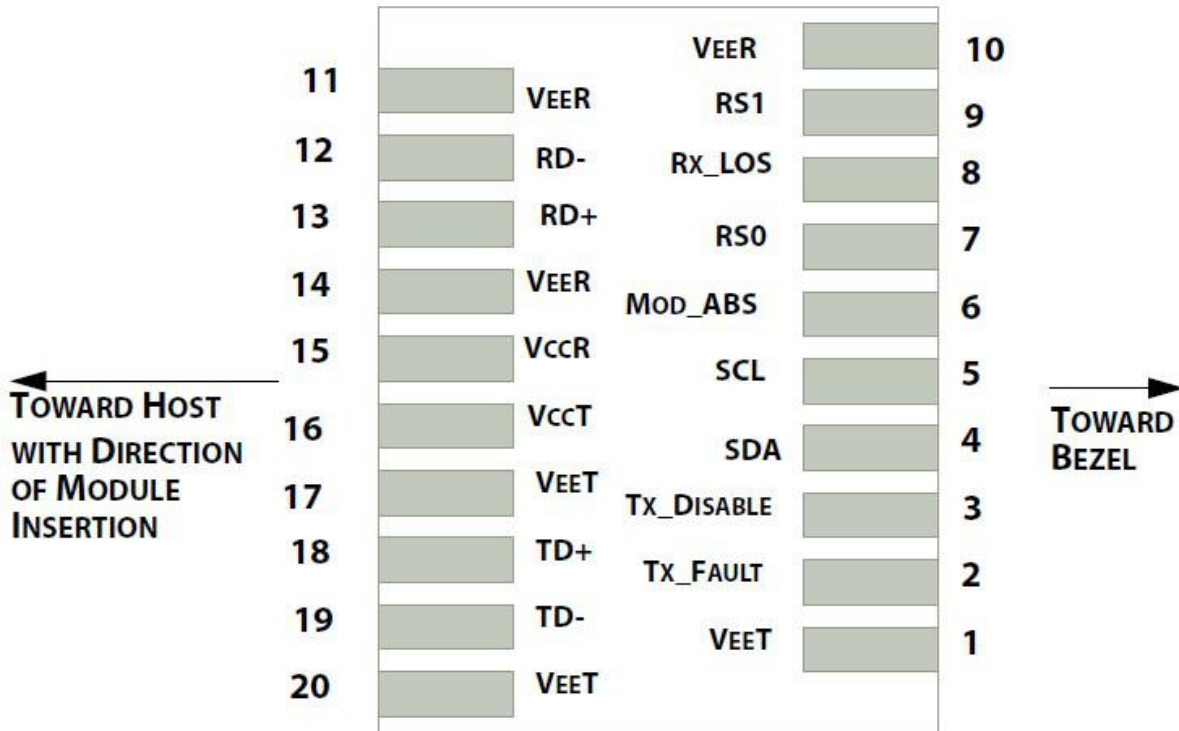 VEER 10
11 VEER
RS1 9
12 RD-
RX_LOS 8
13 RD+
RS0 7
14 VEER
MOD_ABS 6
15 VCCR
SCL 5
16 VCCT
SDA 4
17 VEET
TX_DISABLE 3
18 TD+
TX_FAULT 2
19 TD-
VEET 1
20 VEET
TOWARD HOST
WITH DIRECTION
OF MODULE
INSERTION
TOWARD
BEZEL